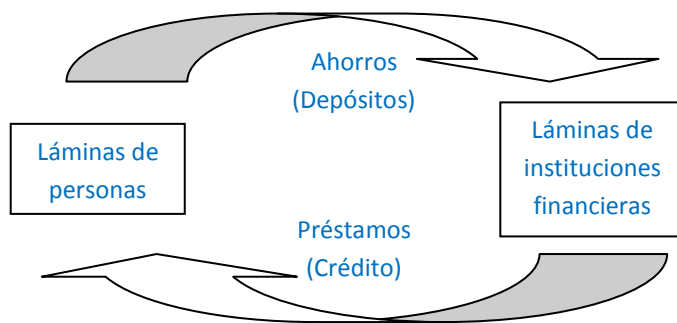 Ahorros
(Depósitos)
Láminas de
personas
Láminas de
instituciones
financieras
Préstamos
(Crédito)